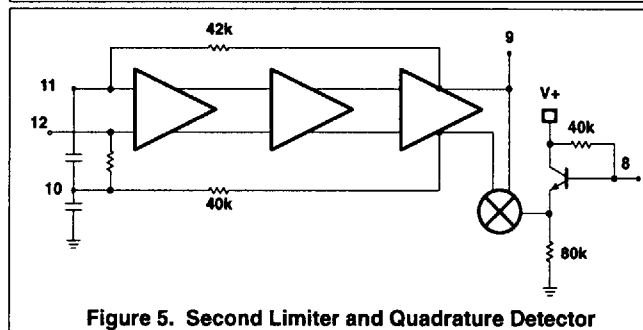 42k
9
11
V+
12
40k
8
10
40k
80k
Figure 5. Second Limiter and Quadrature Detector